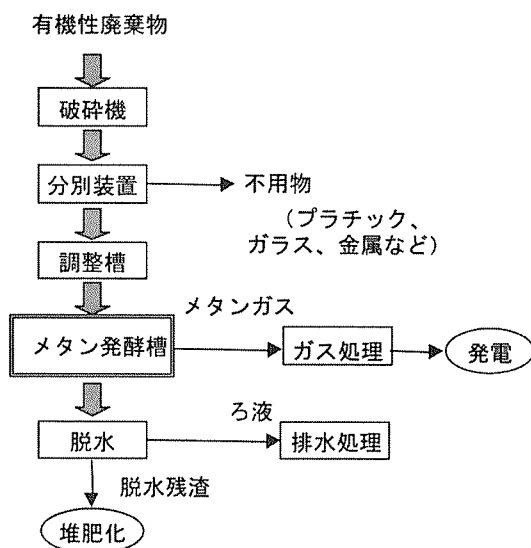 有機性廃棄物
破砕機
分別装置
不用物
(プラチック、
ガラス、金属など)
調整槽
メタンガス
メタン発酵槽
ガス処理
発電
ろ液
脱水
排水処理
脱水残渣
堆肥化